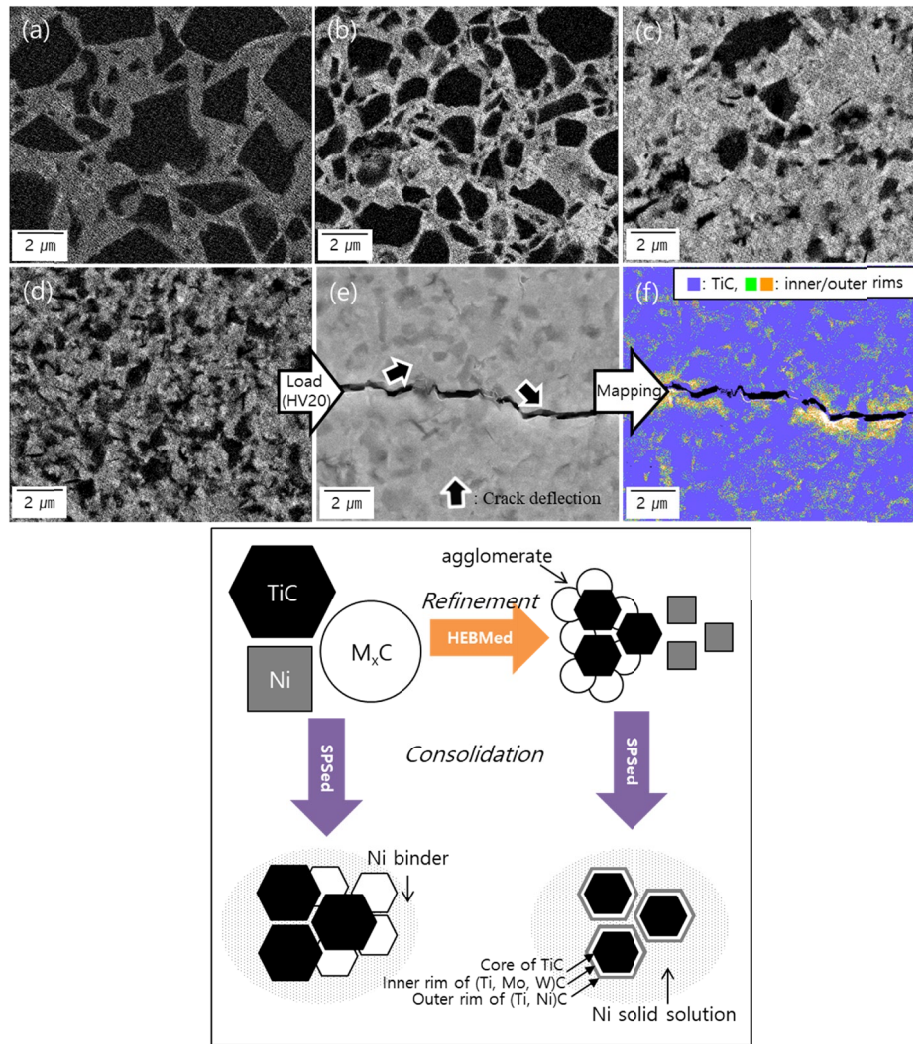 (a)
(b)
(c)
2 μm
2 μm
2 μm
(d)
(e)
(f)
■: TiC, ■ ■: inner/outer rims
Load
(HV20)
Mapping
2 μm
2 μm
: Crack deflection
2 μm
TiC
Ni
MxC
Refinement
HEBMed
agglomerate
SPSed
Consolidation
SPSed
Ni binder
Core of TiC
Inner rim of (Ti, Mo, W)C
Outer rim of (Ti, Ni)C
Ni solid solution